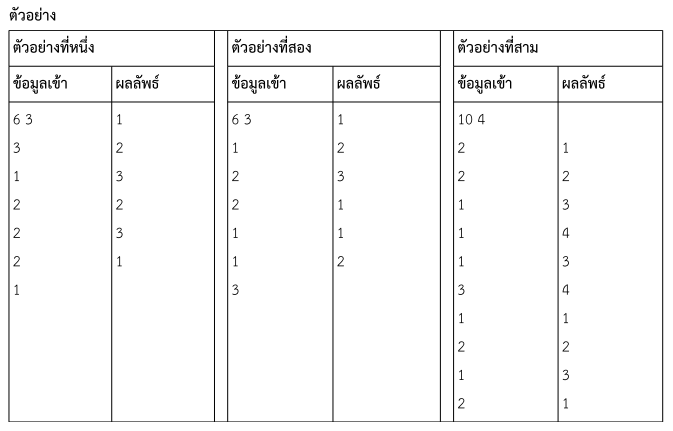 ตัวอย่าง
ตัวอย่างที่หนึ่ง ตัวอย่างที่สอง ตัวอย่างที่สาม
ข้อมูลเข้า ผลลัพธ์ ข้อมูลเข้า ผลลัพธ์ ข้อมูลเข้า ผลลัพธ์
6 3 1 6 3 1 10 4
3 2 1 2 2 1
1 3 2 3 2 2
2 2 2 1 1 3
2 3 1 1 1 4
2 1 1 2 1 3
1 3 3 4
1 1
2 2
1 3
2 1